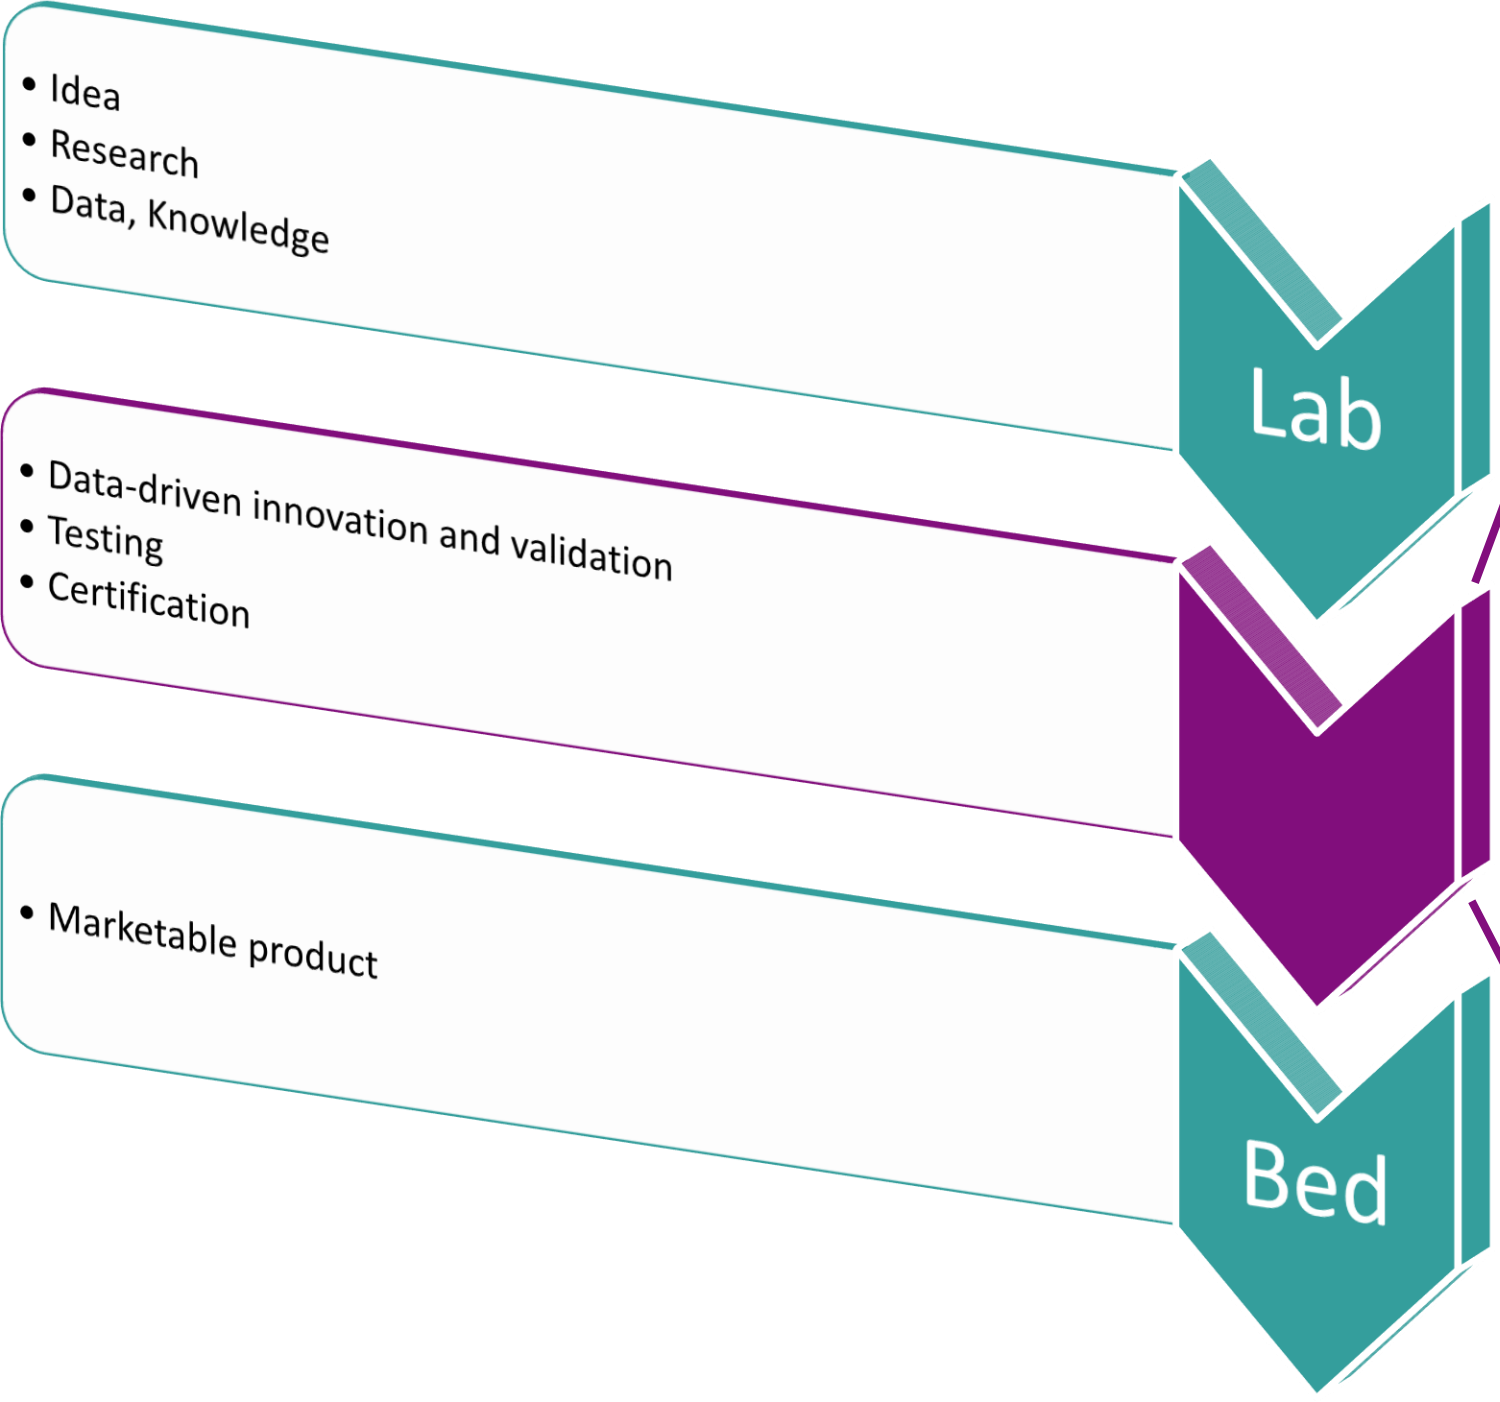 • Idea
• Research
• Data, Knowledge
Lab
• Data-driven innovation and validation
• Testing
• Certification
• Marketable product
Bed